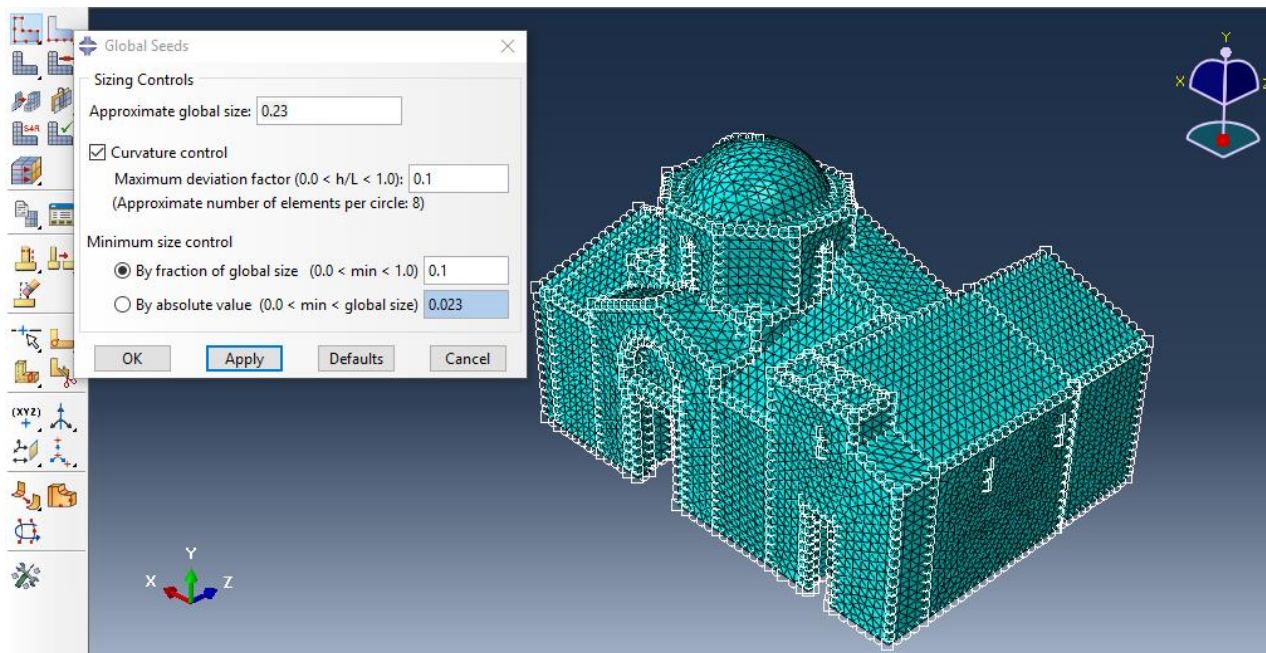 Global Seeds
Sizing Controls
Approximate global size: 0.23
Curvature control
Maximum deviation factor (0.0 < h/L < 1.0): 0.1
(Approximate number of elements per circle: 8)
Minimum size control
By fraction of global size (0.0 < min < 1.0) 0.1
By absolute value (0.0 < min < global size) 0.023
OK Apply Defaults Cancel
S4R
(XYZ)
Y
X Z
Y
X Z